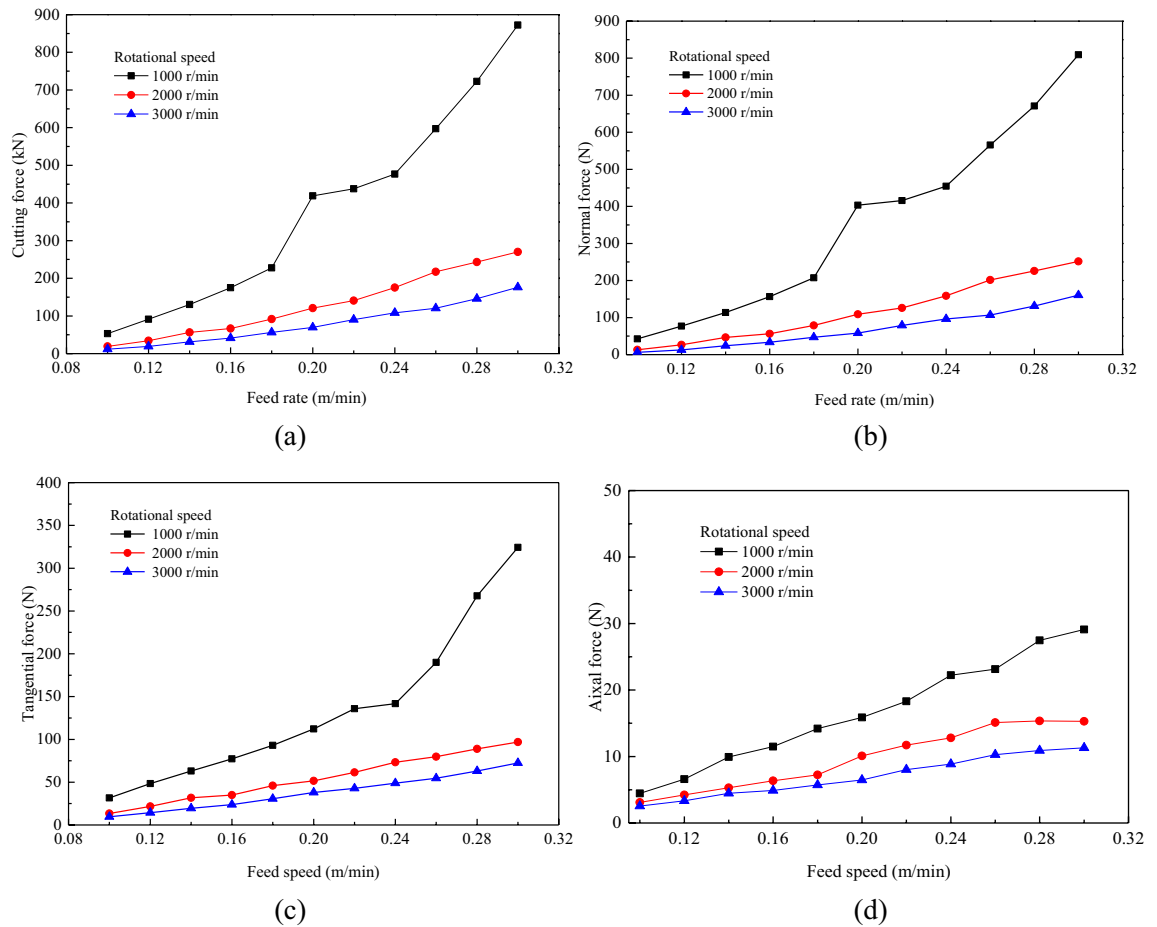 900
800
700
600
500
400
300
200
100
0
Cutting force (kN)
Rotational speed
1000 r/min
2000 r/min
3000 r/min
0.08 0.12 0.16 0.20 0.24 0.28 0.32
Feed rate (m/min)
(a)
900
800
700
600
500
400
300
200
100
0
Normal force (N)
Rotational speed
1000 r/min
2000 r/min
3000 r/min
0.12 0.16 0.20 0.24 0.28 0.32
Feed rate (m/min)
(b)
400
350
300
250
200
150
100
50
0
Tangential force (N)
Rotational speed
1000 r/min
2000 r/min
3000 r/min
0.08 0.12 0.16 0.20 0.24 0.28 0.32
Feed speed (m/min)
(c)
50
40
30
20
10
0
Aixal force (N)
Rotational speed
1000 r/min
2000 r/min
3000 r/min
0.12 0.16 0.20 0.24 0.28 0.32
Feed speed (m/min)
(d)